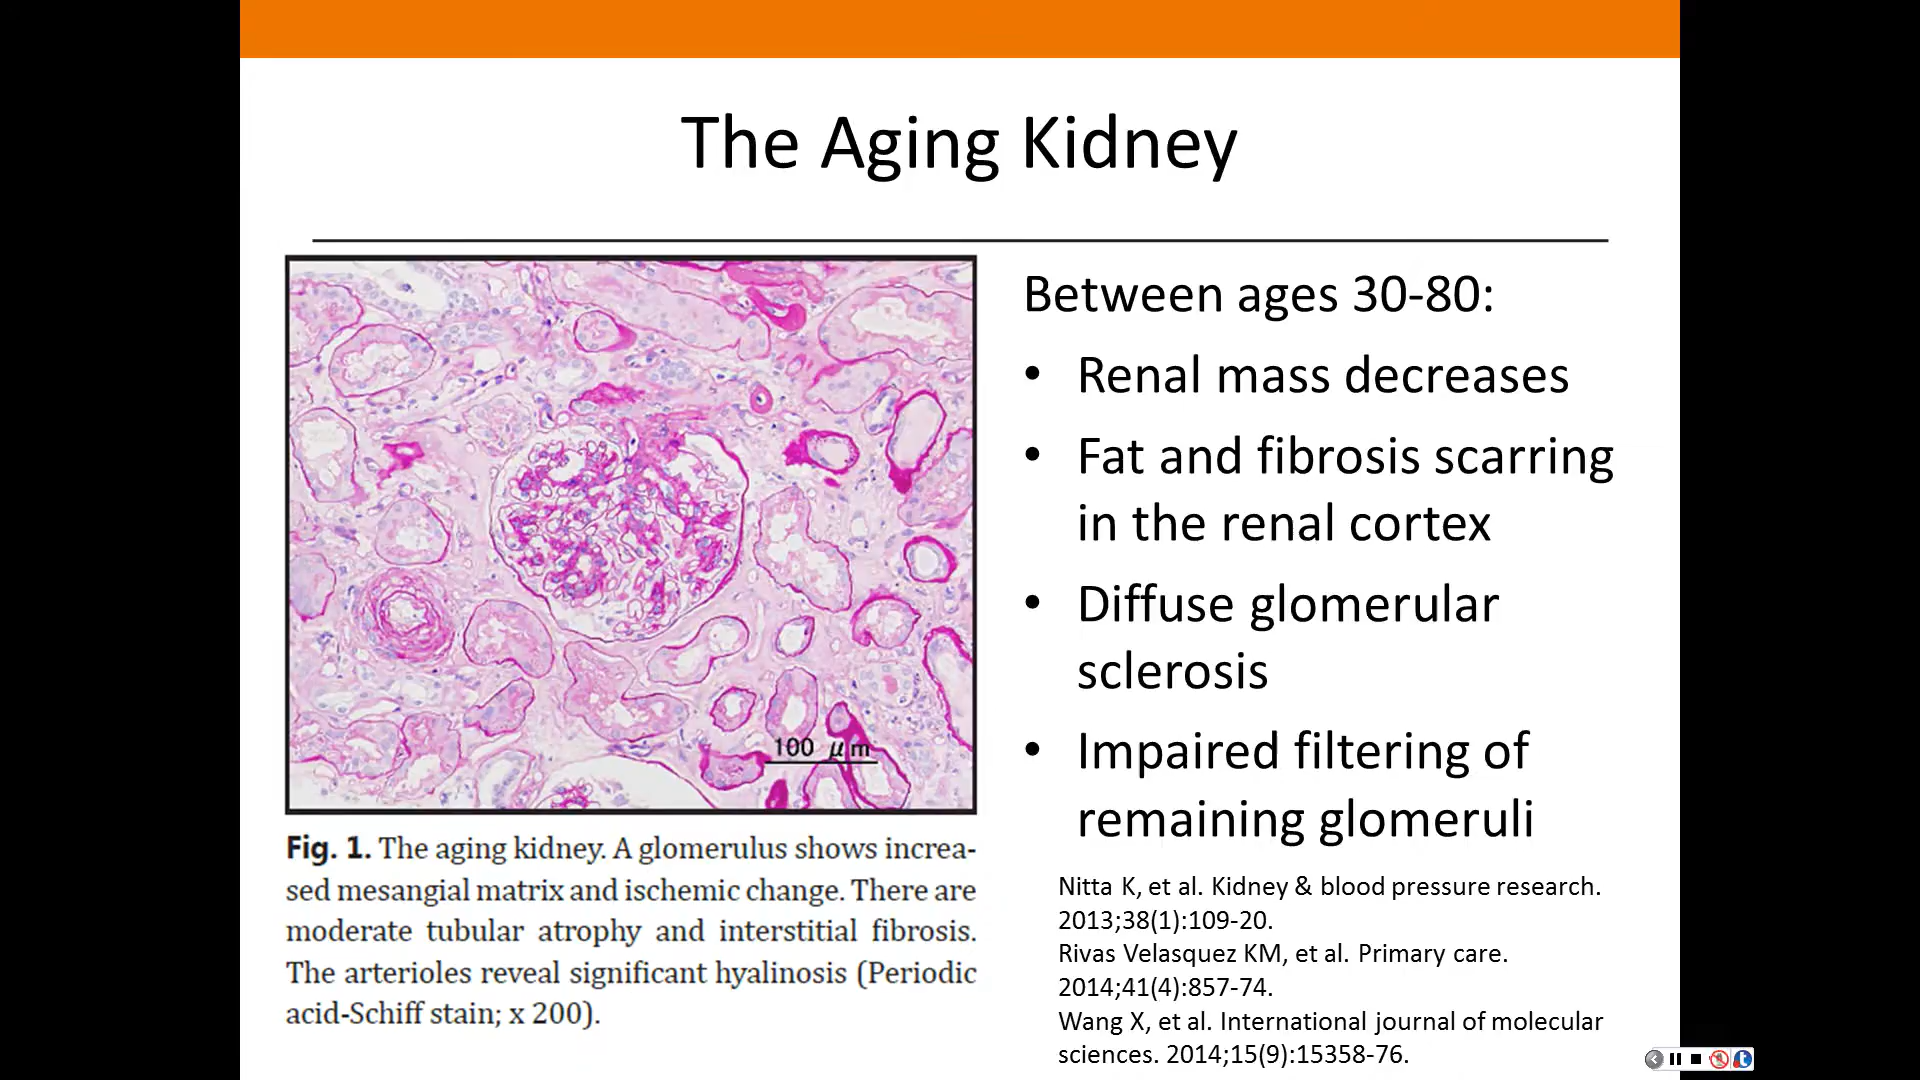 The Aging Kidney
100 μm
Fig. 1. The aging kidney. A glomerulus shows increa-
sed mesangial matrix and ischemic change. There are
moderate tubular atrophy and interstitial fibrosis.
The arterioles reveal significant hyalinosis (Periodic
acid-Schiff stain; x 200).
Between ages 30-80:
• Renal mass decreases
• Fat and fibrosis scarring
in the renal cortex
• Diffuse glomerular
sclerosis
• Impaired filtering of
remaining glomeruli
Nitta K, et al. Kidney & blood pressure research.
2013;38(1):109-20.
Rivas Velasquez KM, et al. Primary care.
2014;41(4):857-74.
Wang X, et al. International journal of molecular
sciences. 2014;15(9):15358-76.